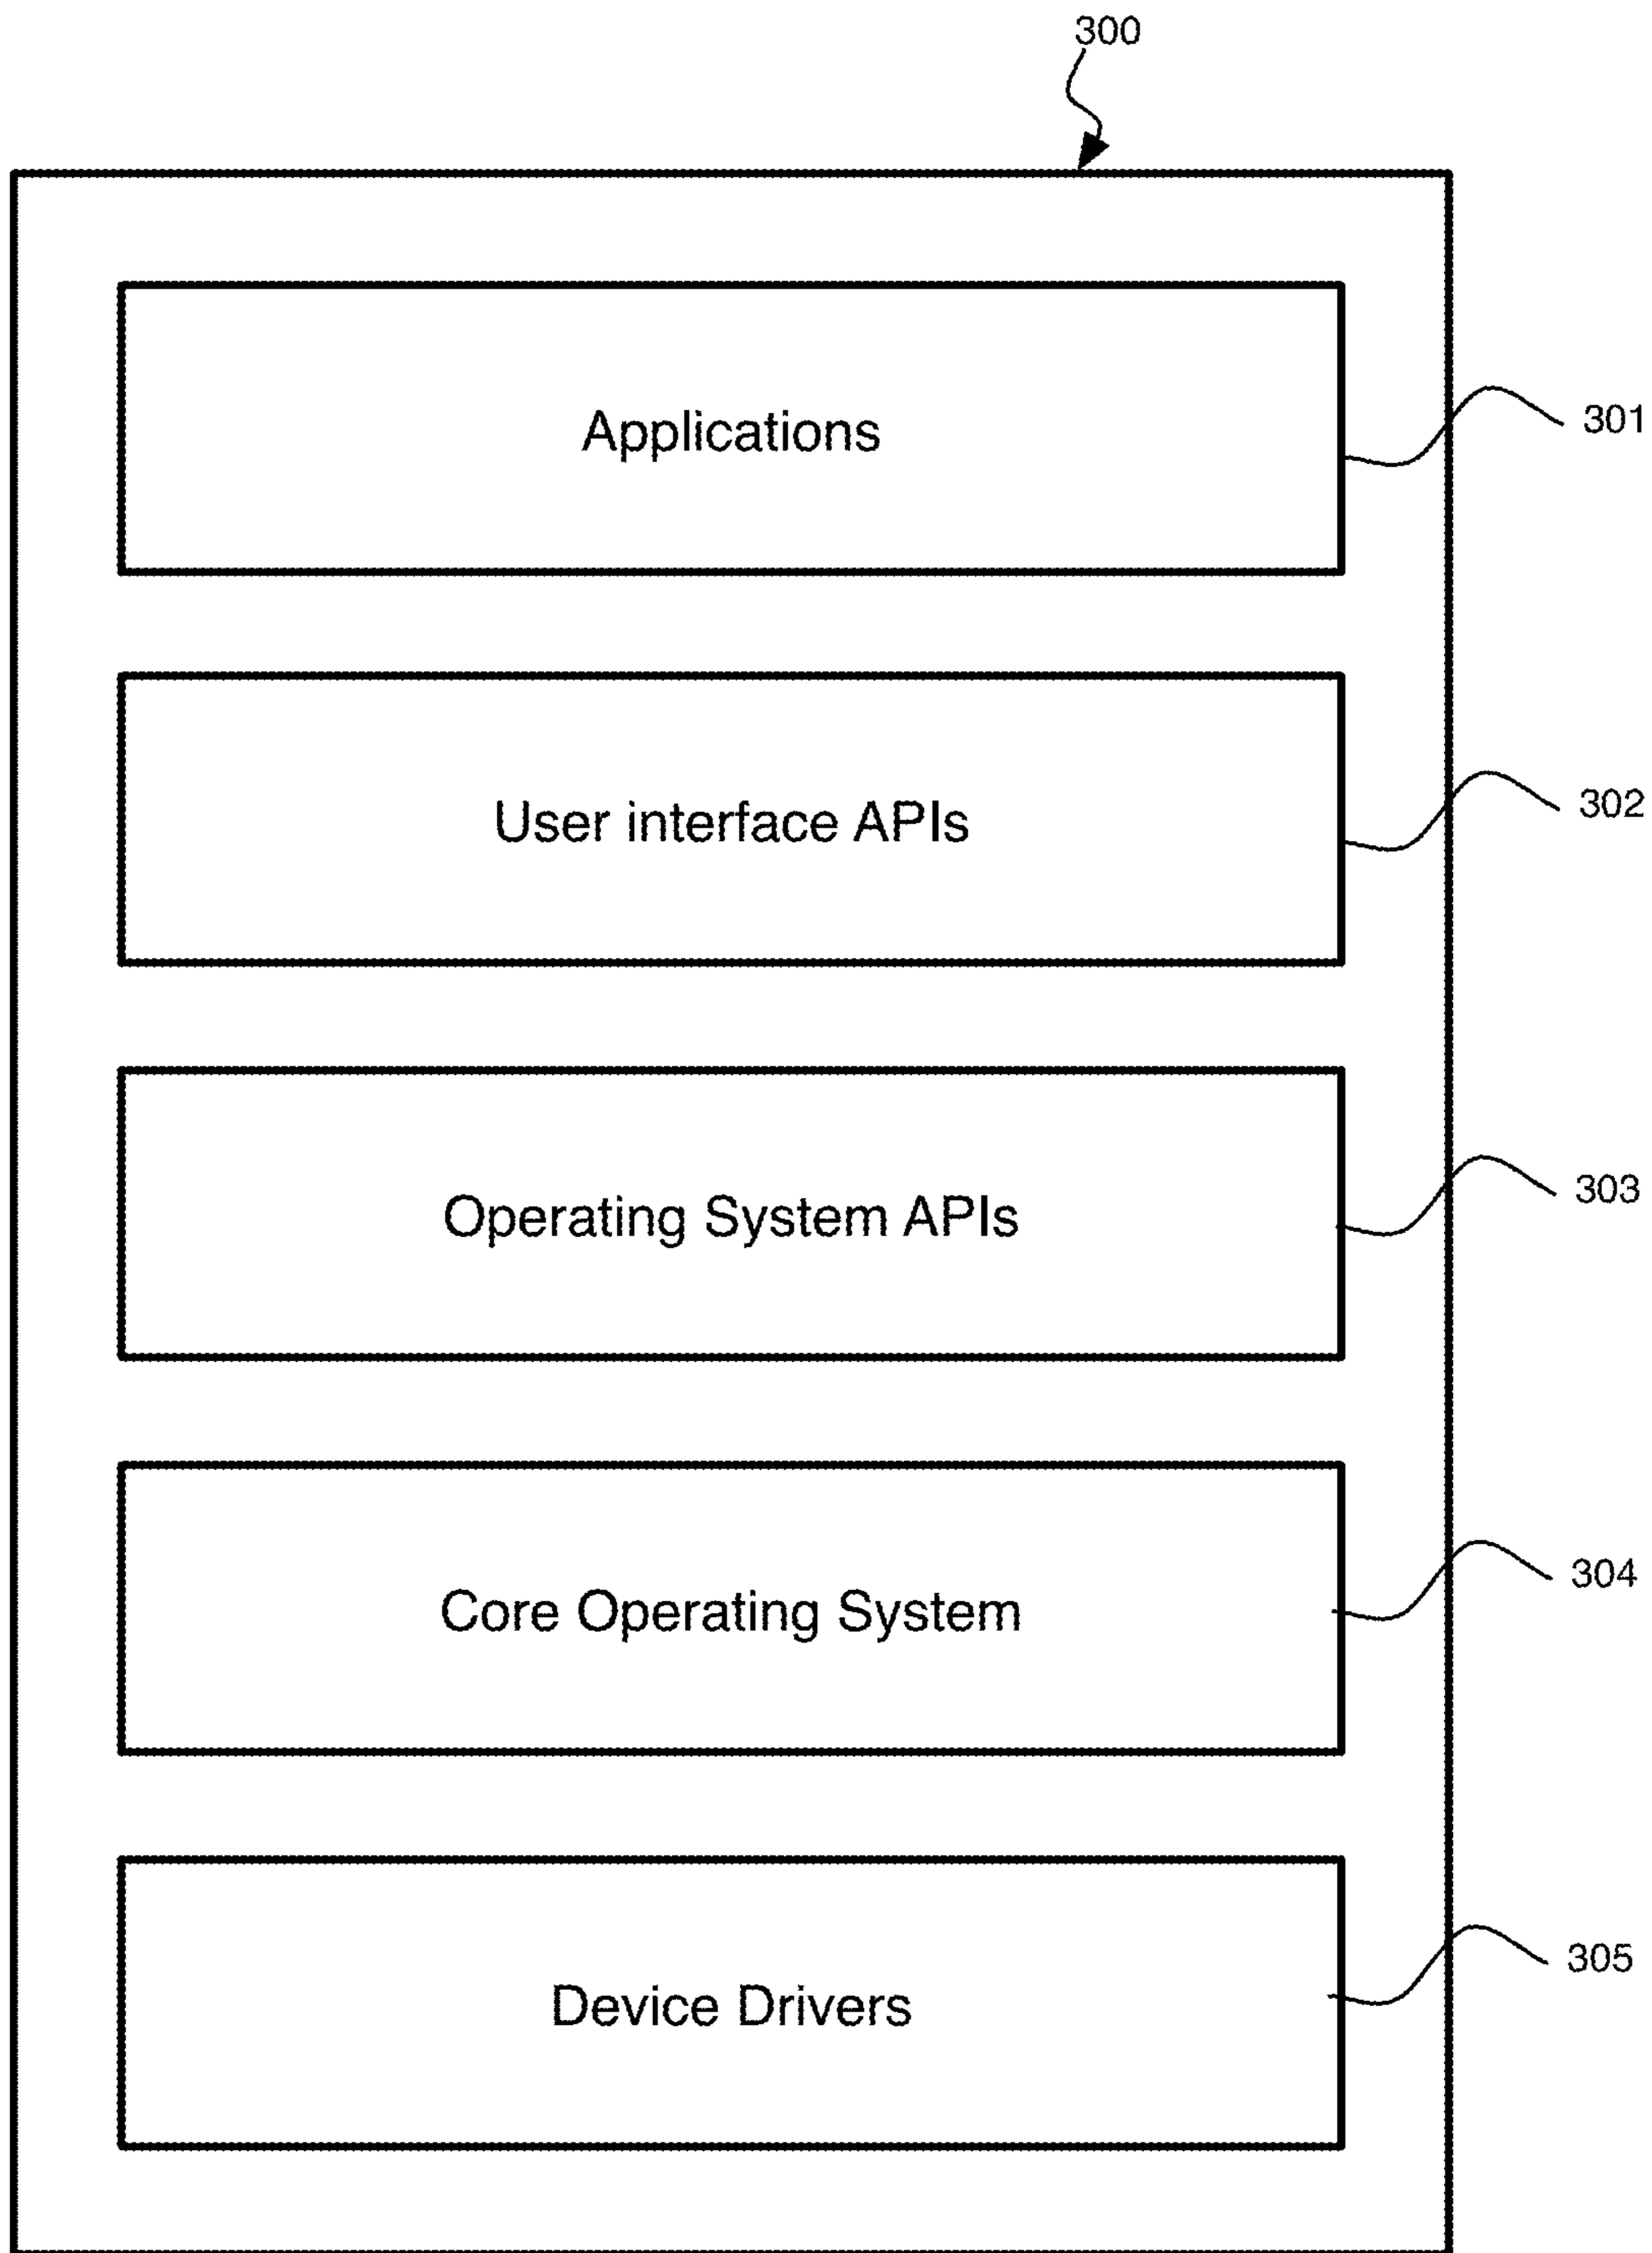 300
Applications
301
User interface APIs
302
Operating System APIs
303
Core Operating System
304
Device Drivers
305